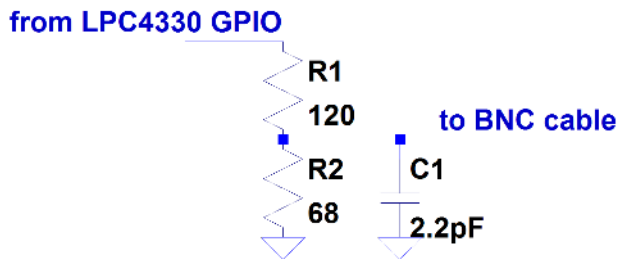 from LPC4330 GPIO
R1
120
to BNC cable
R2
C1
68
2.2pF